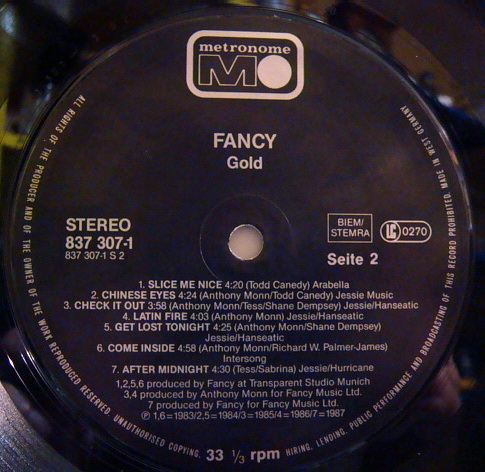 metronome
M
FANCY
Gold
STEREO
837 307-1
837 307-1 S 2
BIEM/
STEMRA
LC 0270
Seite 2
1. SLICE ME NICE 4:20 (Todd Canedy) Arabella
2. CHINESE EYES 4:24 (Anthony Monn/Todd Canedy) Jessie Music
3. CHECK IT OUT 3:58 (Anthony Monn/Tess/Shane Dempsey) Jessie/Hanseatic
4. LATIN FIRE 4:03 (Anthony Monn) Jessie/Hanseatic
5. GET LOST TONIGHT 4:25 (Anthony Monn/Shane Dempsey)
Jessie/Hanseatic
6. COME INSIDE 4:58 (Anthony Monn/Richard W. Palmer-James)
Intersong
7. AFTER MIDNIGHT 4:30 (Tess/Sabrina) Jessie/Hurricane
1,2,5,6 produced by Fancy at Transparent Studio Munich
3,4 produced by Anthony Monn for Fancy Music Ltd.
7 produced by Fancy for Fancy Music Ltd.
℗ 1,6=1983/2,5=1984/3=1985/4=1986/7=1987
33 1/3 rpm
ALL RIGHTS OF THE PRODUCER AND OF THE OWNER OF THE WORK REPRODUCED RESERVED. UNAUTHORISED COPYING, HIRING, LENDING, PUBLIC PERFORMANCE AND BROADCASTING OF THIS RECORD PROHIBITED. MADE IN WEST GERMANY